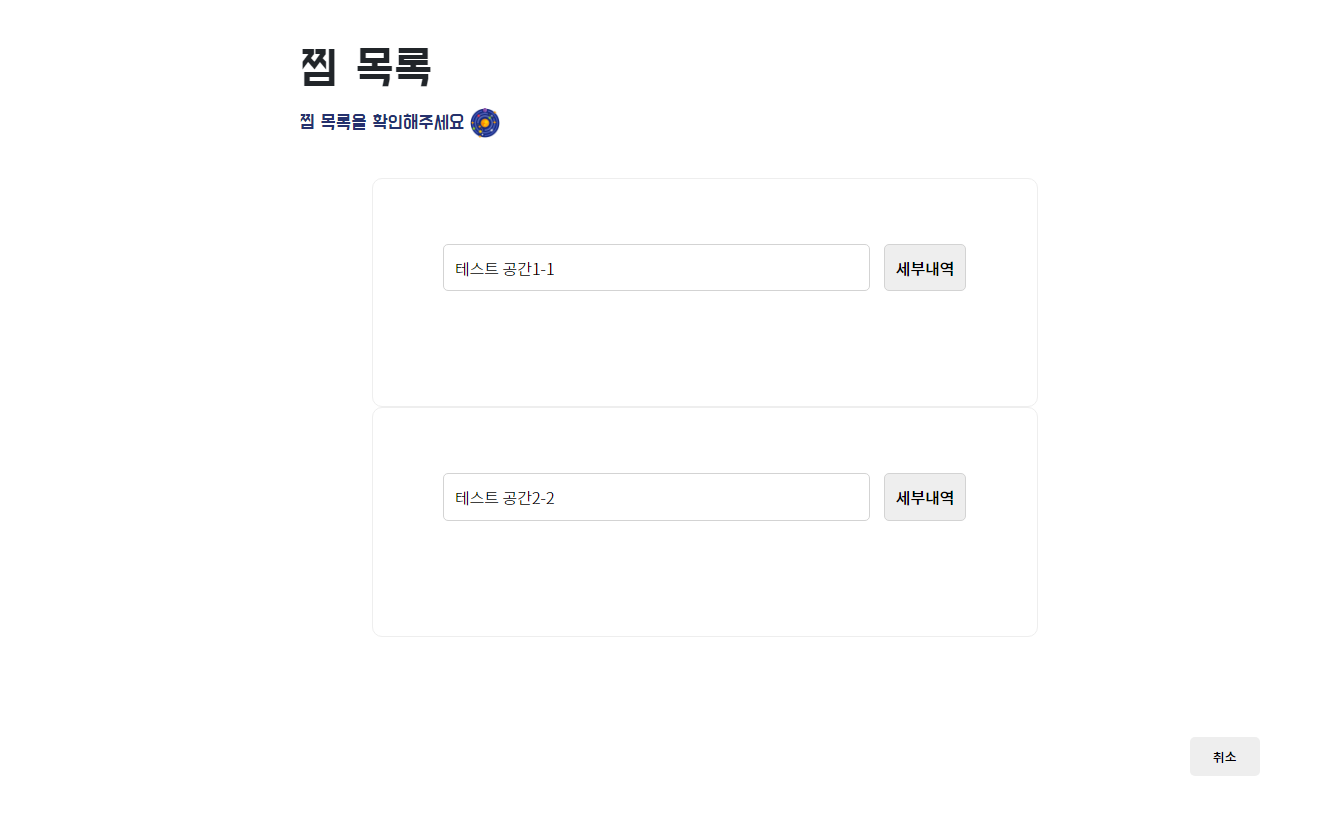 찜 목록
찜 목록을 확인해주세요
테스트 공간1-1 세부내역
테스트 공간2-2 세부내역
취소